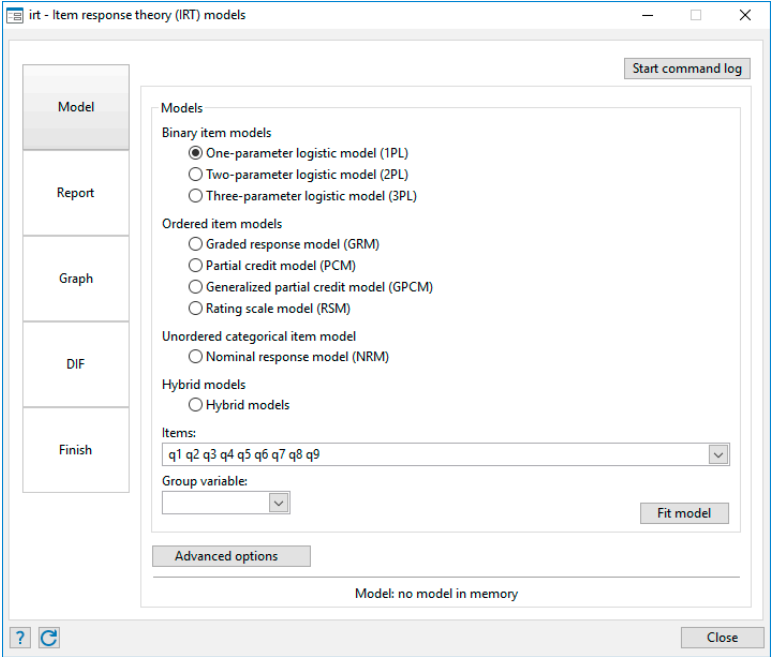 irt - Item response theory (IRT) models
Start command log
Model
Report
Graph
DIF
Finish
Models
Binary item models
One-parameter logistic model (1PL)
Two-parameter logistic model (2PL)
Three-parameter logistic model (3PL)
Ordered item models
Graded response model (GRM)
Partial credit model (PCM)
Generalized partial credit model (GPCM)
Rating scale model (RSM)
Unordered categorical item model
Nominal response model (NRM)
Hybrid models
Hybrid models
Items:
q1 q2 q3 q4 q5 q6 q7 q8 q9
Group variable:
Fit model
Advanced options
Model: no model in memory
?
Close